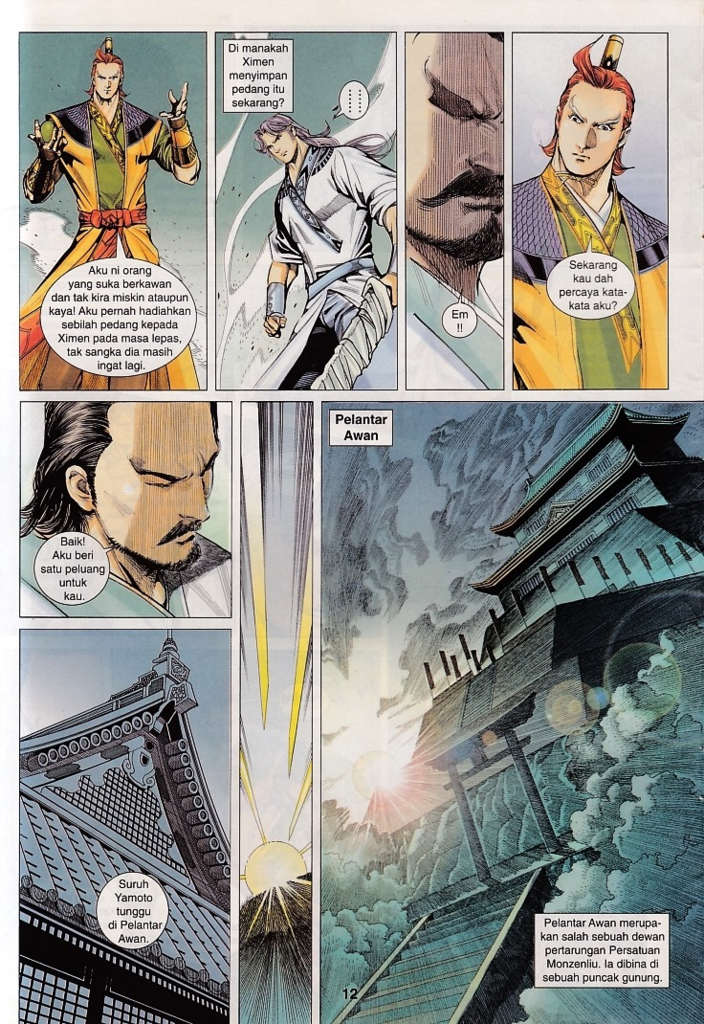 Aku ni orang
yang suka berkawan
dan tak kira miskin ataupun
kaya! Aku pernah hadiahkan
sebilah pedang kepada
Ximen pada masa lepas,
tak sangka dia masih
ingat lagi.
Di manakah
Ximen
menyimpan
pedang itu
sekarang?
Em
!!
Sekarang
kau dah
percaya kata-
kata aku?
Baik!
Aku beri
satu peluang
untuk
kau.
Suruh
Yamoto
tunggu
di Pelantar
Awan.
Pelantar
Awan
Pelantar Awan merupa-
kan salah sebuah dewan
pertarungan Persatuan
Monzenliu. Ia dibina di
sebuah puncak gunung.
12